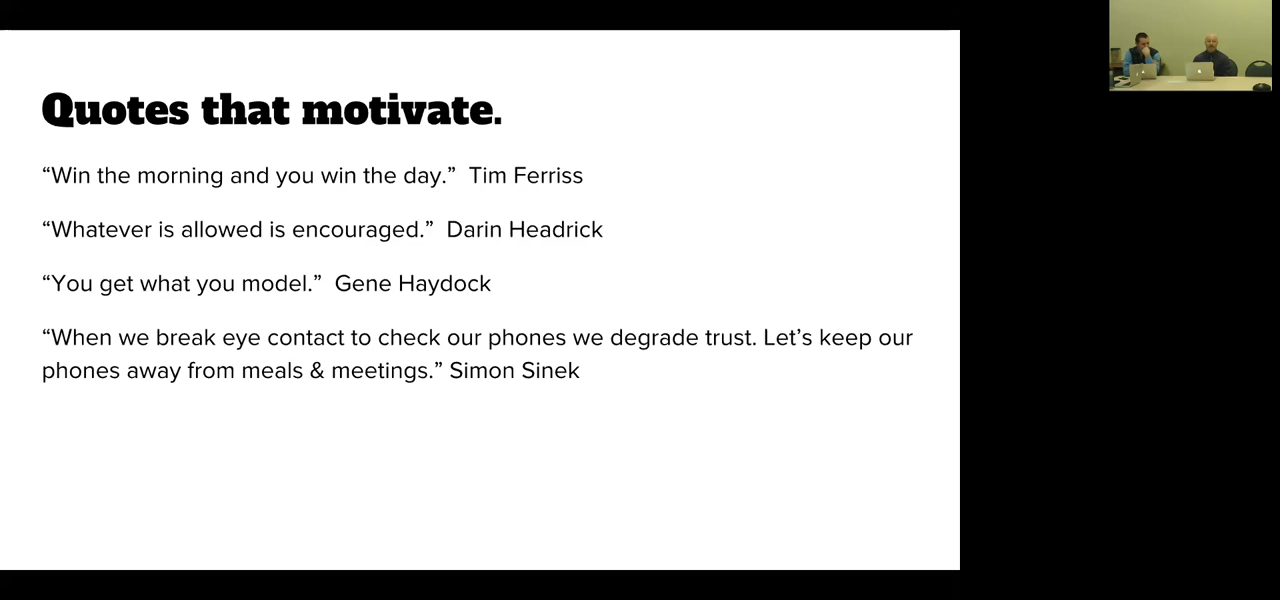 Quotes that motivate.
“Win the morning and you win the day.”  Tim Ferriss
“Whatever is allowed is encouraged.”  Darin Headrick
“You get what you model.”  Gene Haydock
“When we break eye contact to check our phones we degrade trust. Let’s keep our
phones away from meals & meetings.” Simon Sinek